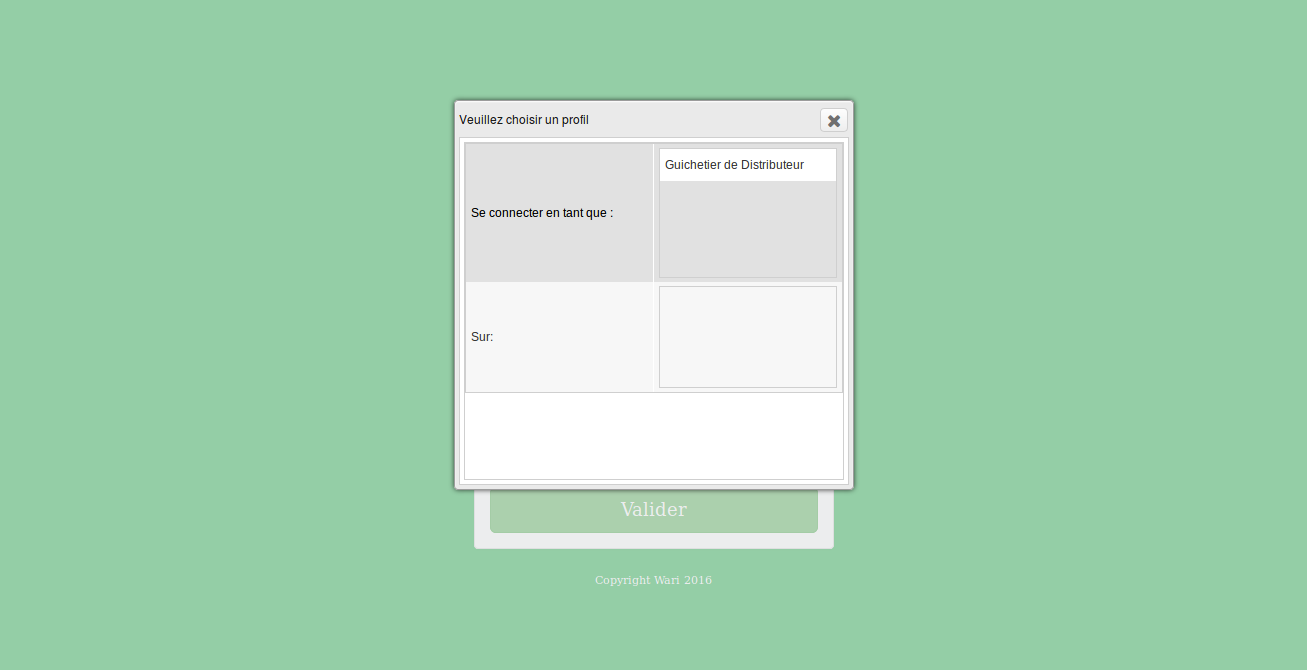 Veuillez choisir un profil
Se connecter en tant que :
Guichetier de Distributeur
Sur:
Valider
Copyright Wari 2016